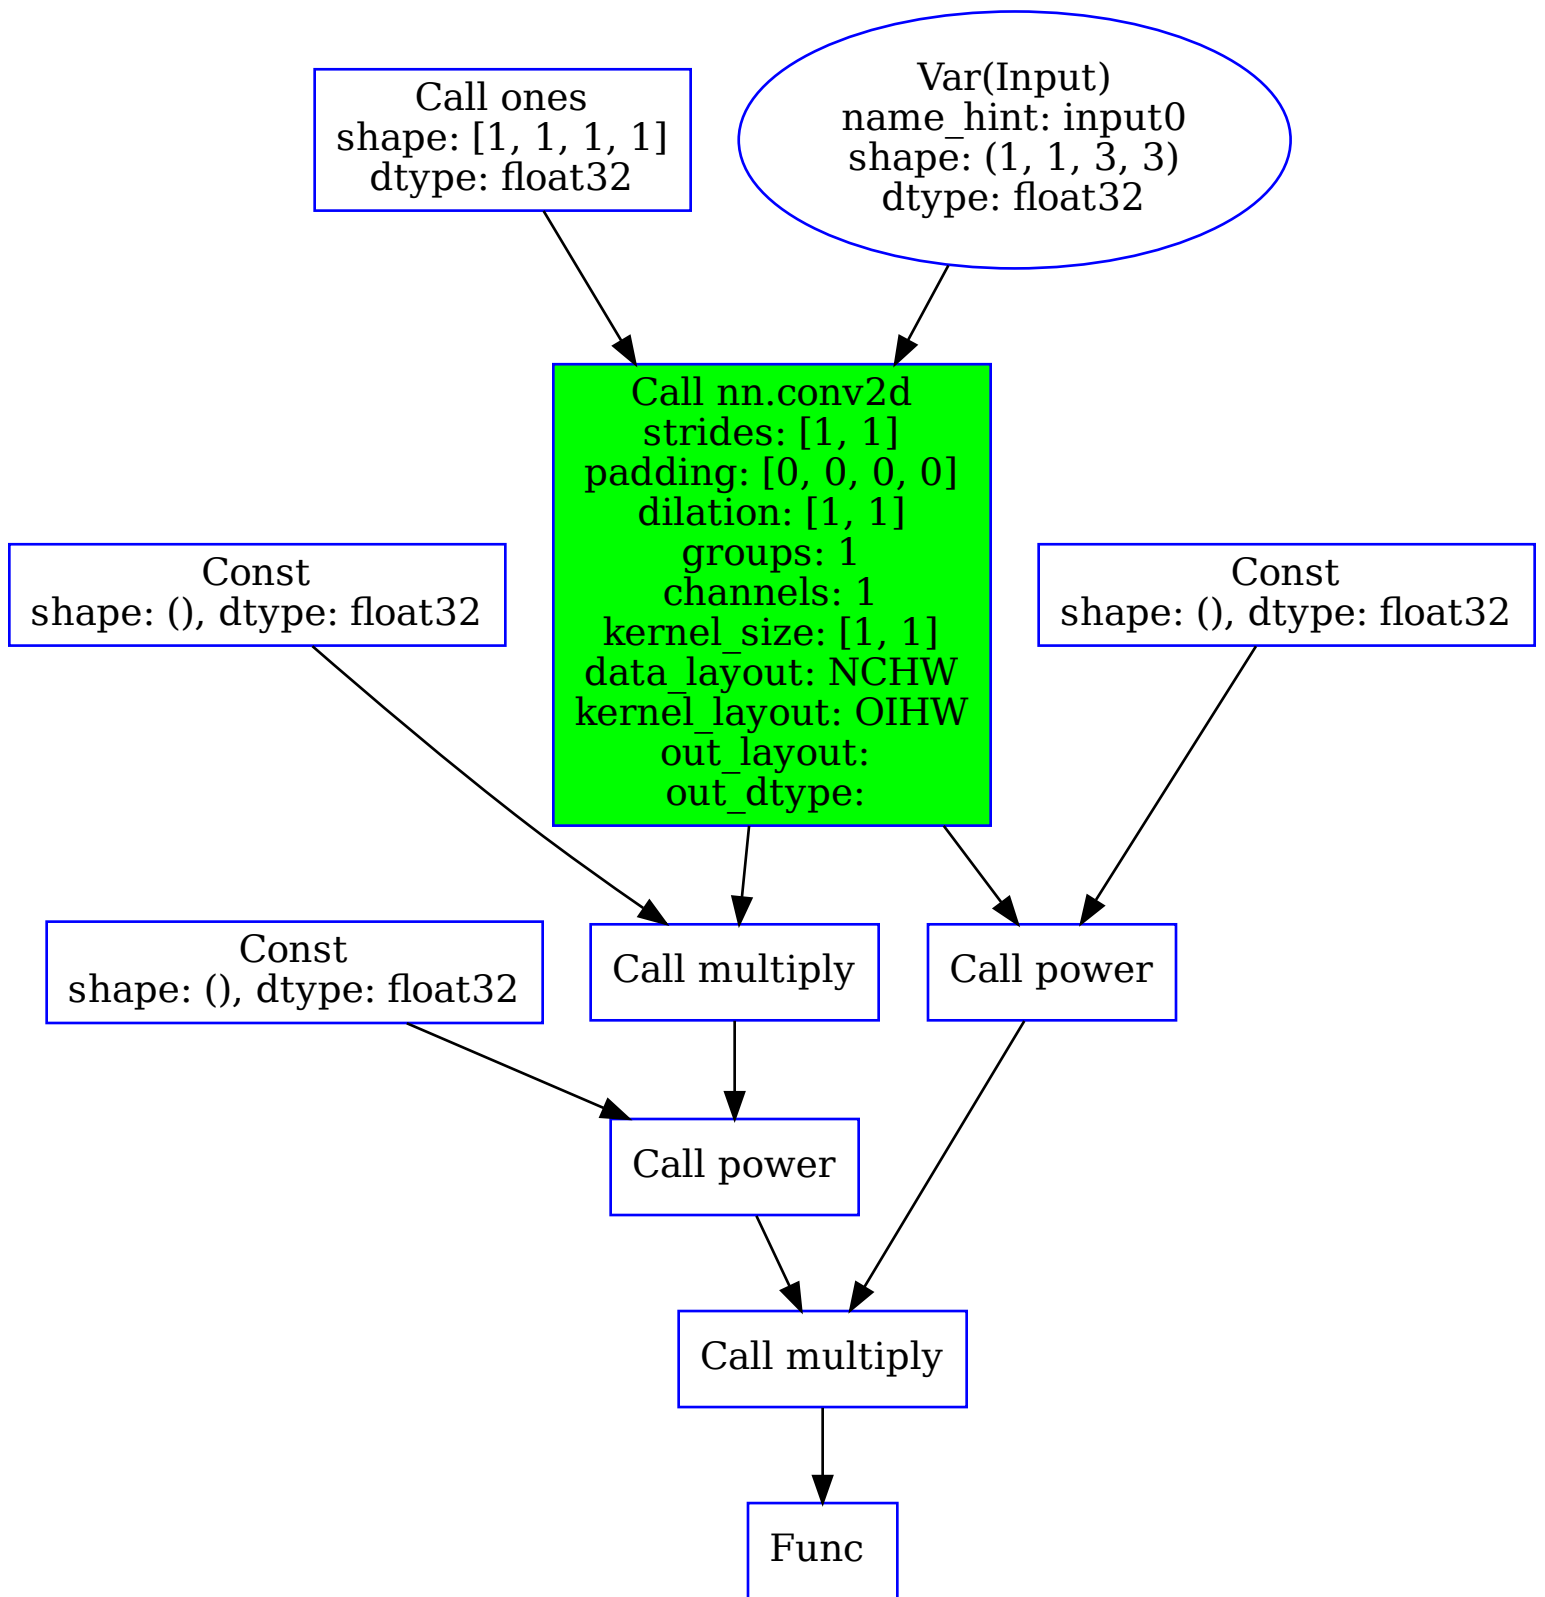 Call ones
shape: [1, 1, 1, 1]
dtype: float32
Var(Input)
name_hint: input0
shape: (1, 1, 3, 3)
dtype: float32
Call nn.conv2d
strides: [1, 1]
padding: [0, 0, 0, 0]
dilation: [1, 1]
groups: 1
channels: 1
kernel_size: [1, 1]
data_layout: NCHW
kernel_layout: OIHW
out_layout:
out_dtype:
Const
shape: (), dtype: float32
Const
shape: (), dtype: float32
Const
shape: (), dtype: float32
Call multiply
Call power
Call power
Call multiply
Func